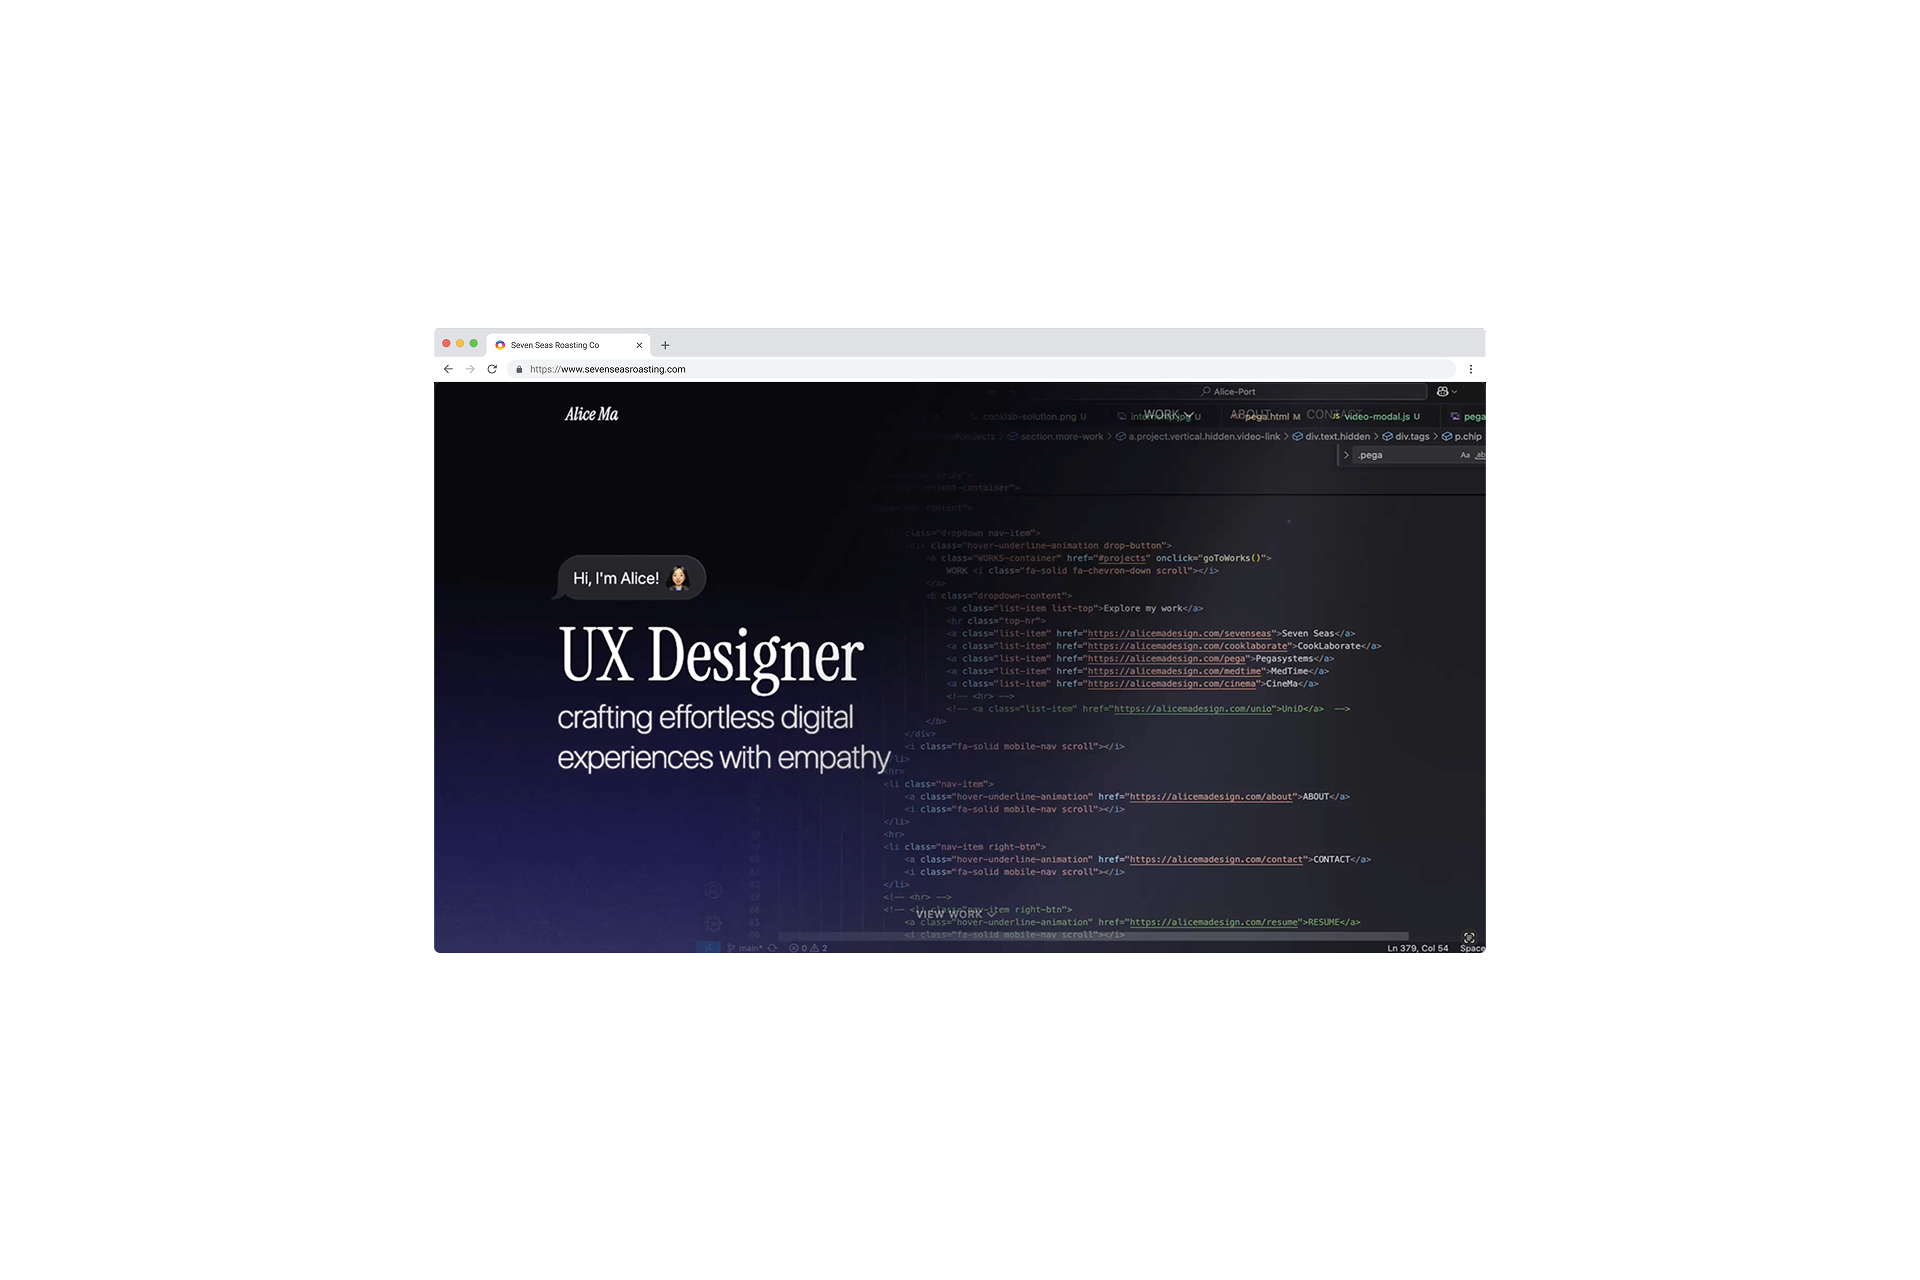 Seven Seas Roasting Co
https://www.sevenseasroasting.com
Alice-Port
Alice Ma
WORK
ABOUT
CONTACT
cooklab-solution.png U
internship.jpg U
pega.html M
JS video-modal.js U
pega
#projects > section.more-work > a.project.vertical.hidden.video-link > div.text.hidden > div.tags > p.chip
.pega
Aa
ab
-container">
content">
class="dropdown nav-item">
<div class="hover-underline-animation drop-button">
<a class="WORKS-container" href="#projects" onclick="goToWorks()">
WORK <i class="fa-solid fa-chevron-down scroll"></i>
</a>
<b class="dropdown-content">
<a class="list-item list-top">Explore my work</a>
<hr class="top-hr">
<a class="list-item" href="https://alicemadesign.com/sevenseas">Seven Seas</a>
<a class="list-item" href="https://alicemadesign.com/cooklaborate">CookLaborate</a>
<a class="list-item" href="https://alicemadesign.com/pega">Pegasystems</a>
<a class="list-item" href="https://alicemadesign.com/medtime">MedTime</a>
<a class="list-item" href="https://alicemadesign.com/cinema">CineMa</a>
<!-- <hr> -->
<!-- <a class="list-item" href="https://alicemadesign.com/unio">UniO</a> -->
</b>
</div>
<i class="fa-solid mobile-nav scroll"></i>
</li>
<hr>
<li class="nav-item">
<a class="hover-underline-animation" href="https://alicemadesign.com/about">ABOUT</a>
<i class="fa-solid mobile-nav scroll"></i>
</li>
<hr>
<li class="nav-item right-btn">
<a class="hover-underline-animation" href="https://alicemadesign.com/contact">CONTACT</a>
<i class="fa-solid mobile-nav scroll"></i>
</li>
<!-- <hr> -->
<!-- <li class="nav-item right-btn">
<a class="hover-underline-animation" href="https://alicemadesign.com/resume">RESUME</a>
<i class="fa-solid mobile-nav scroll"></i>
Hi, I'm Alice!
UX Designer
crafting effortless digital
experiences with empathy
VIEW WORK
main*
0
2
Ln 379, Col 54
Space